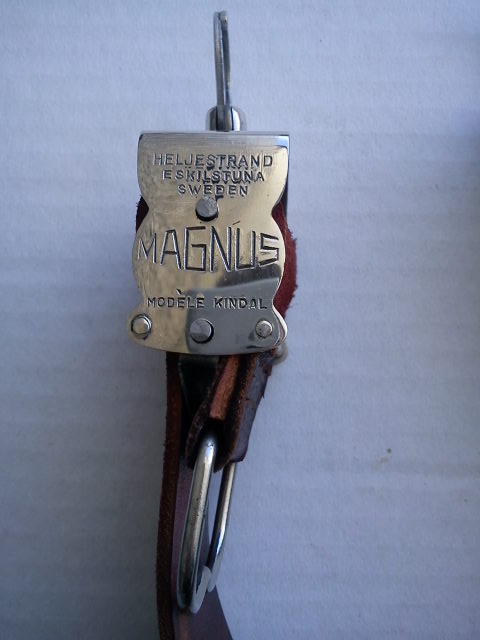 HELJESTRAND
ESKILSTUNA
SWEDEN
MAGNUS
MODÈLE KINDAL